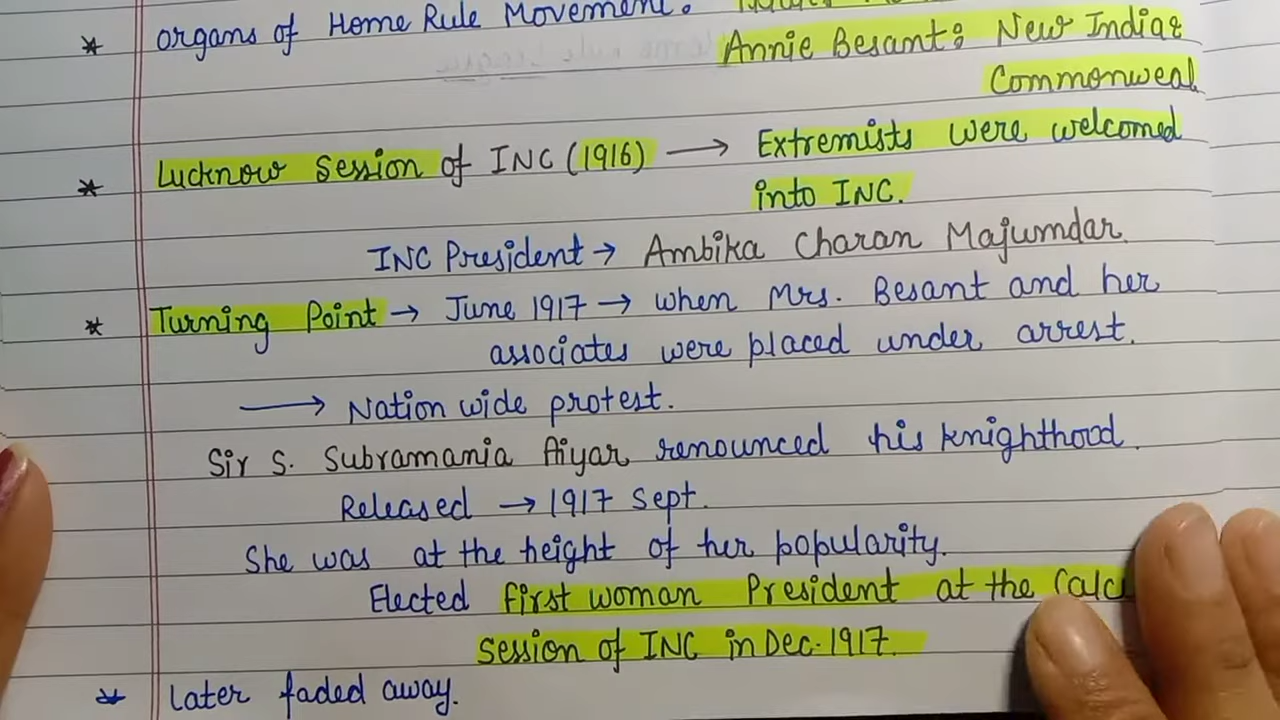 * organs of Home Rule Movement:
Annie Besant: New India &
Commonweal
* Lucknow Session of INC (1916) → Extremists were welcomed
into INC.
INC President → Ambika Charan Majumdar.
* Turning Point → June 1917 → when Mrs. Besant and her
associates were placed under arrest.
→ Nation wide protest.
Sir S. Subramania Aiyar renounced his knighthood.
Released → 1917 Sept.
She was at the height of her popularity.
Elected first woman President at the Calc
session of INC in Dec. 1917.
* Later faded away.